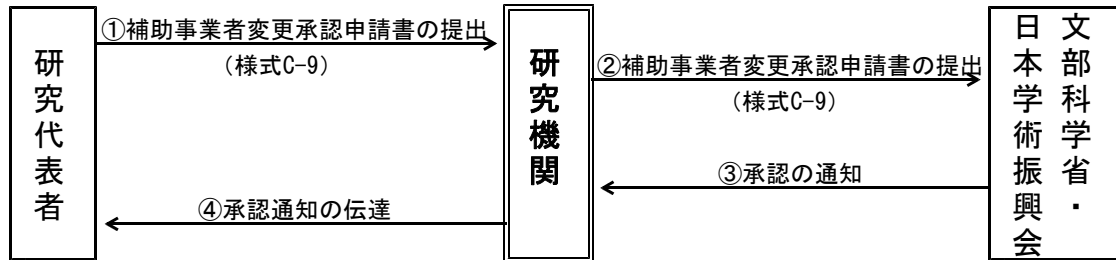 研究代表者
①補助事業者変更承認申請書の提出
(様式C-9)
研究機関
②補助事業者変更承認申請書の提出
(様式C-9)
③承認の通知
④承認通知の伝達
文部科学省・
日本学術振興会